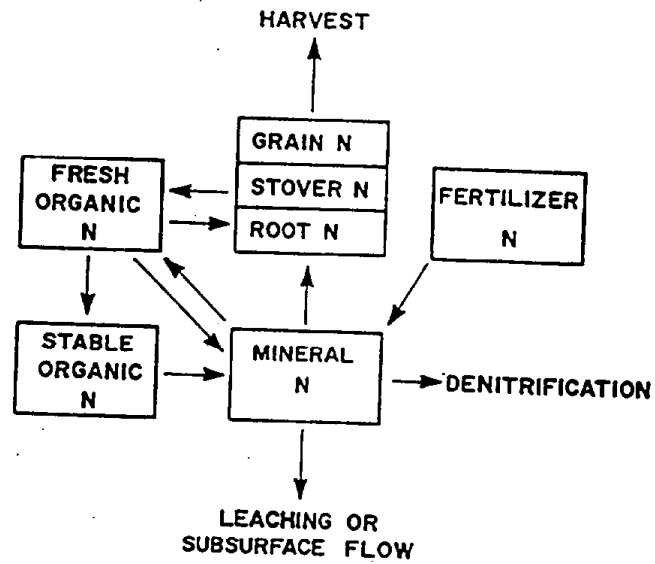 HARVEST
GRAIN N
STOVER N
ROOT N
FRESH
ORGANIC
N
FERTILIZER
N
STABLE
ORGANIC
N
MINERAL
N
DENITRIFICATION
LEACHING OR
SUBSURFACE FLOW